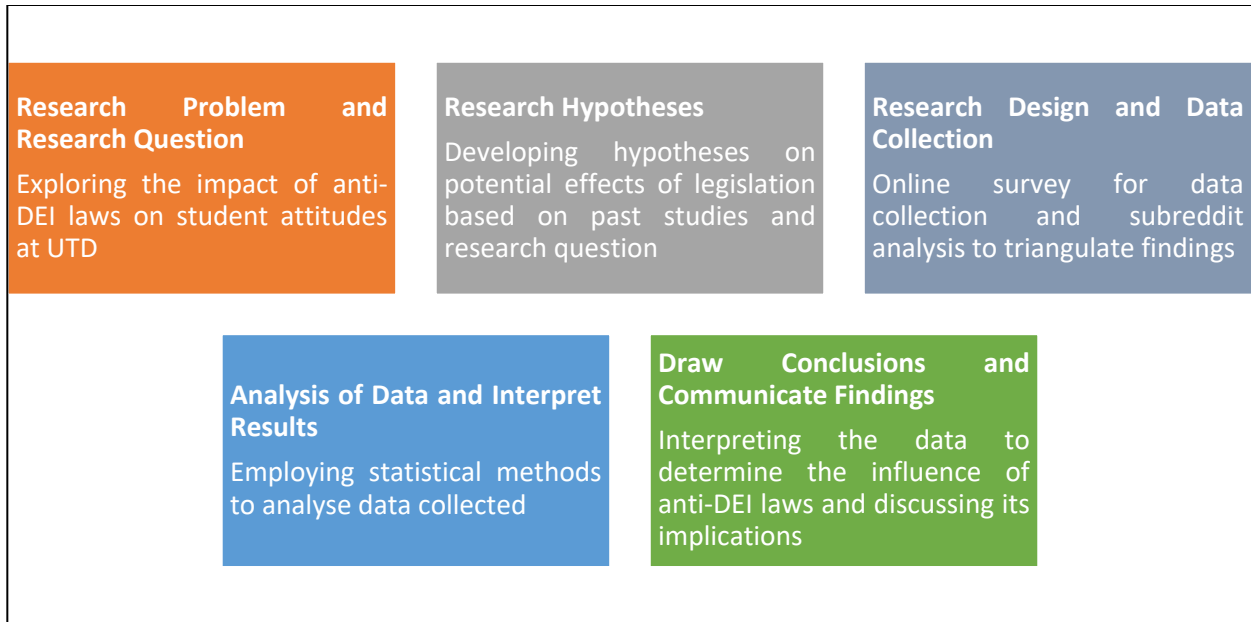 Research Problem and
Research Question
Exploring the impact of anti-
DEI laws on student attitudes
at UTD
Research Hypotheses
Developing hypotheses on
potential effects of legislation
based on past studies and
research question
Research Design and Data
Collection
Online survey for data
collection and subreddit
analysis to triangulate findings
Analysis of Data and Interpret
Results
Employing statistical methods
to analyse data collected
Draw Conclusions and
Communicate Findings
Interpreting the data to
determine the influence of
anti-DEI laws and discussing its
implications